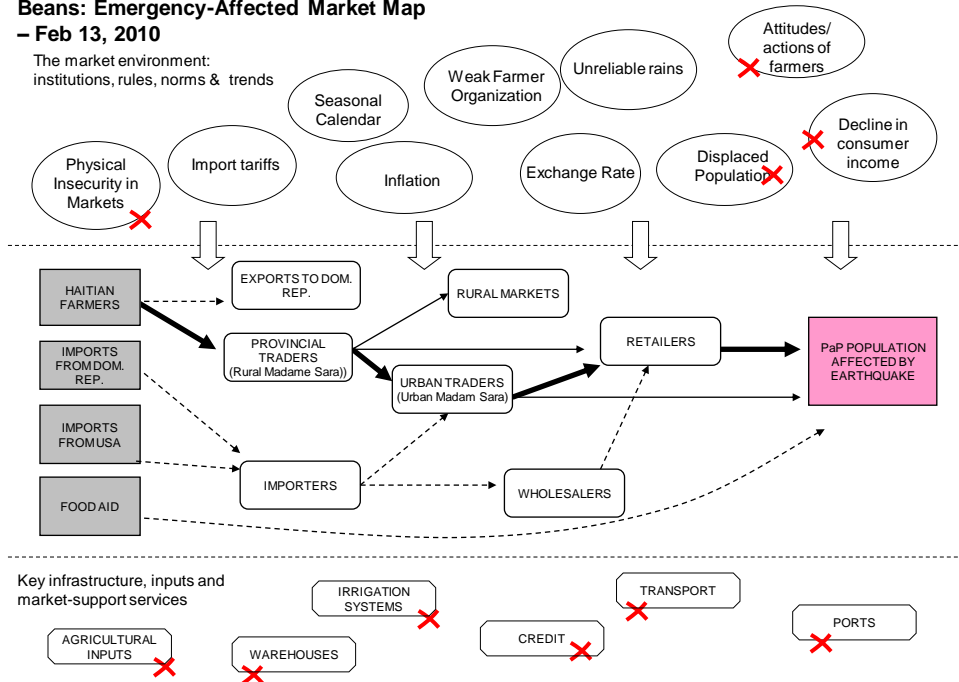 Beans: Emergency-Affected Market Map
– Feb 13, 2010
The market environment:
institutions, rules, norms & trends
Attitudes/
actions of
farmers
Unreliable rains
Weak Farmer
Organization
Seasonal
Calendar
Decline in
consumer
income
Physical
Insecurity in
Markets
Import tariffs
Inflation
Exchange Rate
Displaced
Population
HAITIAN
FARMERS
EXPORTS TO DOM.
REP.
RURAL MARKETS
IMPORTS
FROM DOM.
REP.
PROVINCIAL
TRADERS
(Rural Madame Sara))
RETAILERS
PaP POPULATION
AFFECTED BY
EARTHQUAKE
URBAN TRADERS
(Urban Madam Sara)
IMPORTS
FROM USA
IMPORTERS
WHOLESALERS
FOOD AID
Key infrastructure, inputs and
market-support services
IRRIGATION
SYSTEMS
TRANSPORT
AGRICULTURAL
INPUTS
WAREHOUSES
CREDIT
PORTS